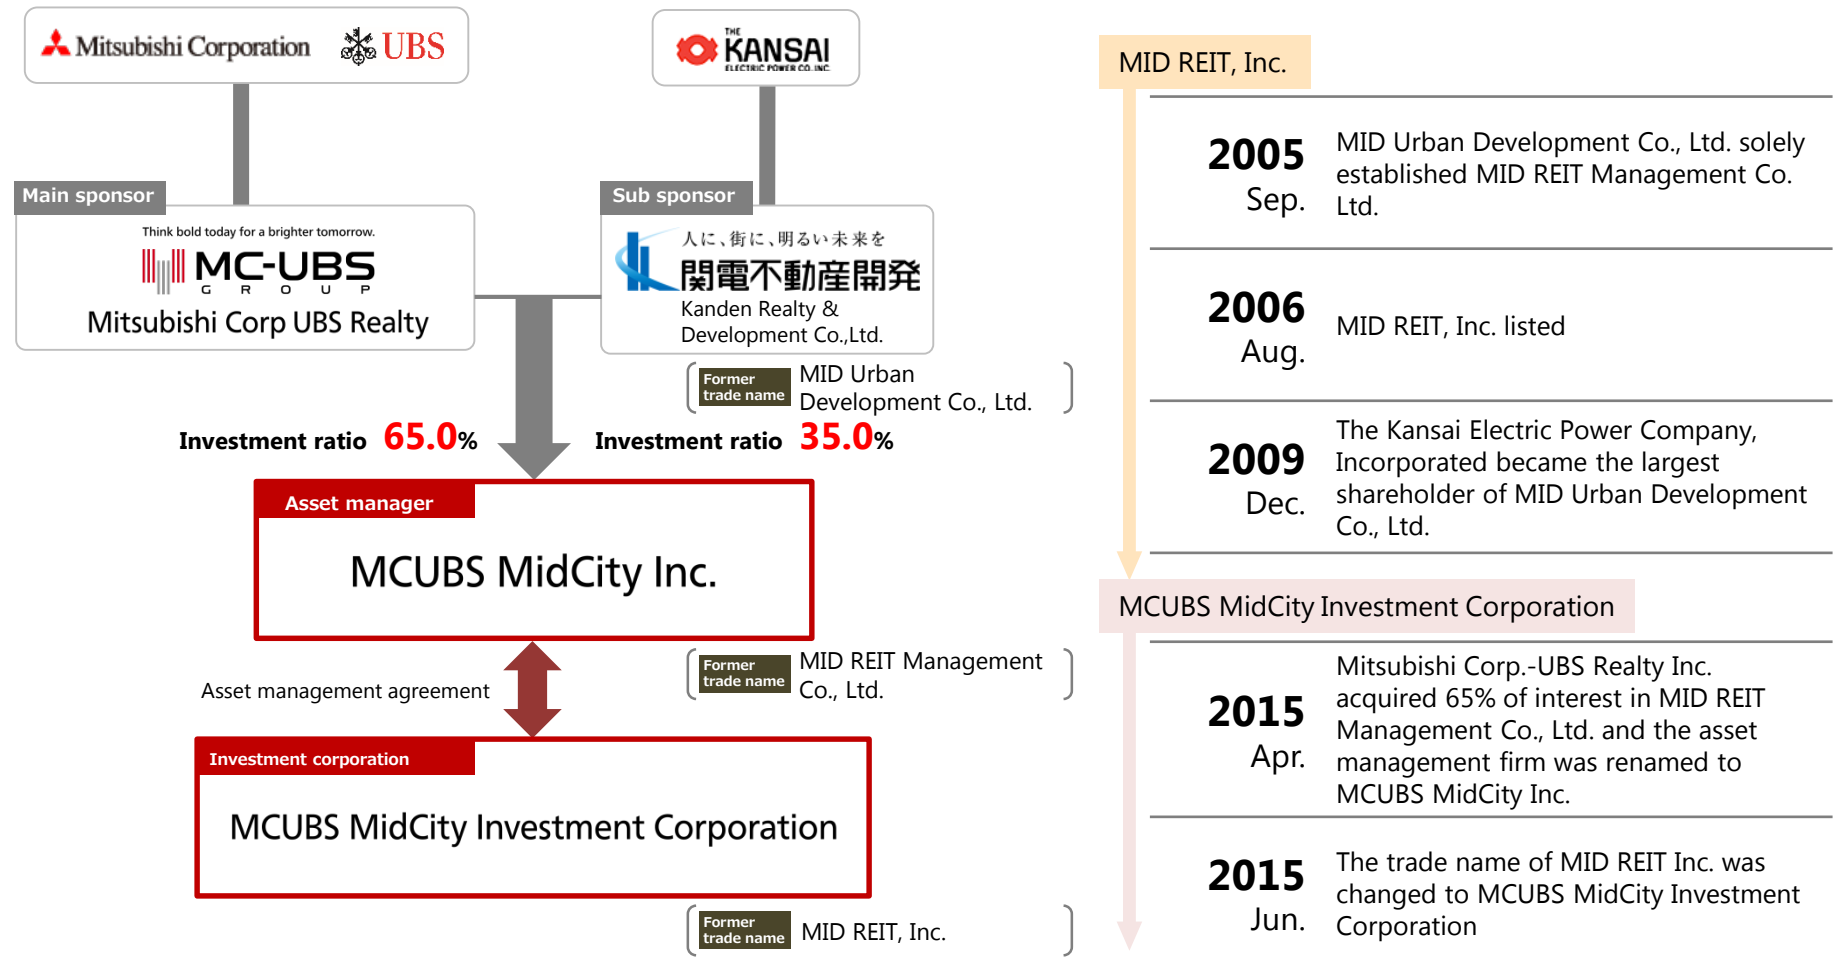 Mitsubishi Corporation
UBS
THE
KANSAI
ELECTRIC POWER CO. INC.
Main sponsor
Think bold today for a brighter tomorrow.
MC-UBS
GROUP
Mitsubishi Corp UBS Realty
Sub sponsor
人に、街に、明るい未来を
関電不動産開発
Kanden Realty &
Development Co.,Ltd.
Former
trade name
MID Urban
Development Co., Ltd.
Investment ratio 65.0%
Investment ratio 35.0%
Asset manager
MCUBS MidCity Inc.
Former
trade name
MID REIT Management
Co., Ltd.
Asset management agreement
Investment corporation
MCUBS MidCity Investment Corporation
Former
trade name
MID REIT, Inc.
MID REIT, Inc.
2005
Sep.
MID Urban Development Co., Ltd. solely
established MID REIT Management Co.
Ltd.
2006
Aug.
MID REIT, Inc. listed
2009
Dec.
The Kansai Electric Power Company,
Incorporated became the largest
shareholder of MID Urban Development
Co., Ltd.
MCUBS MidCity Investment Corporation
2015
Apr.
Mitsubishi Corp.-UBS Realty Inc.
acquired 65% of interest in MID REIT
Management Co., Ltd. and the asset
management firm was renamed to
MCUBS MidCity Inc.
2015
Jun.
The trade name of MID REIT Inc. was
changed to MCUBS MidCity Investment
Corporation